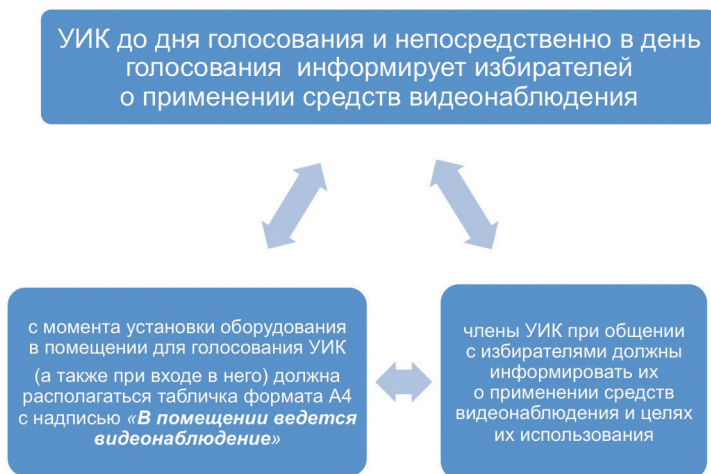 УИК до дня голосования и непосредственно в день
голосования информирует избирателей
о применении средств видеонаблюдения
с момента установки оборудования
в помещении для голосования УИК
(а также при входе в него) должна
располагаться табличка формата А4
с надписью «В помещении ведется
видеонаблюдение»
члены УИК при общении
с избирателями должны
информировать их
о применении средств
видеонаблюдения и целях
их использования